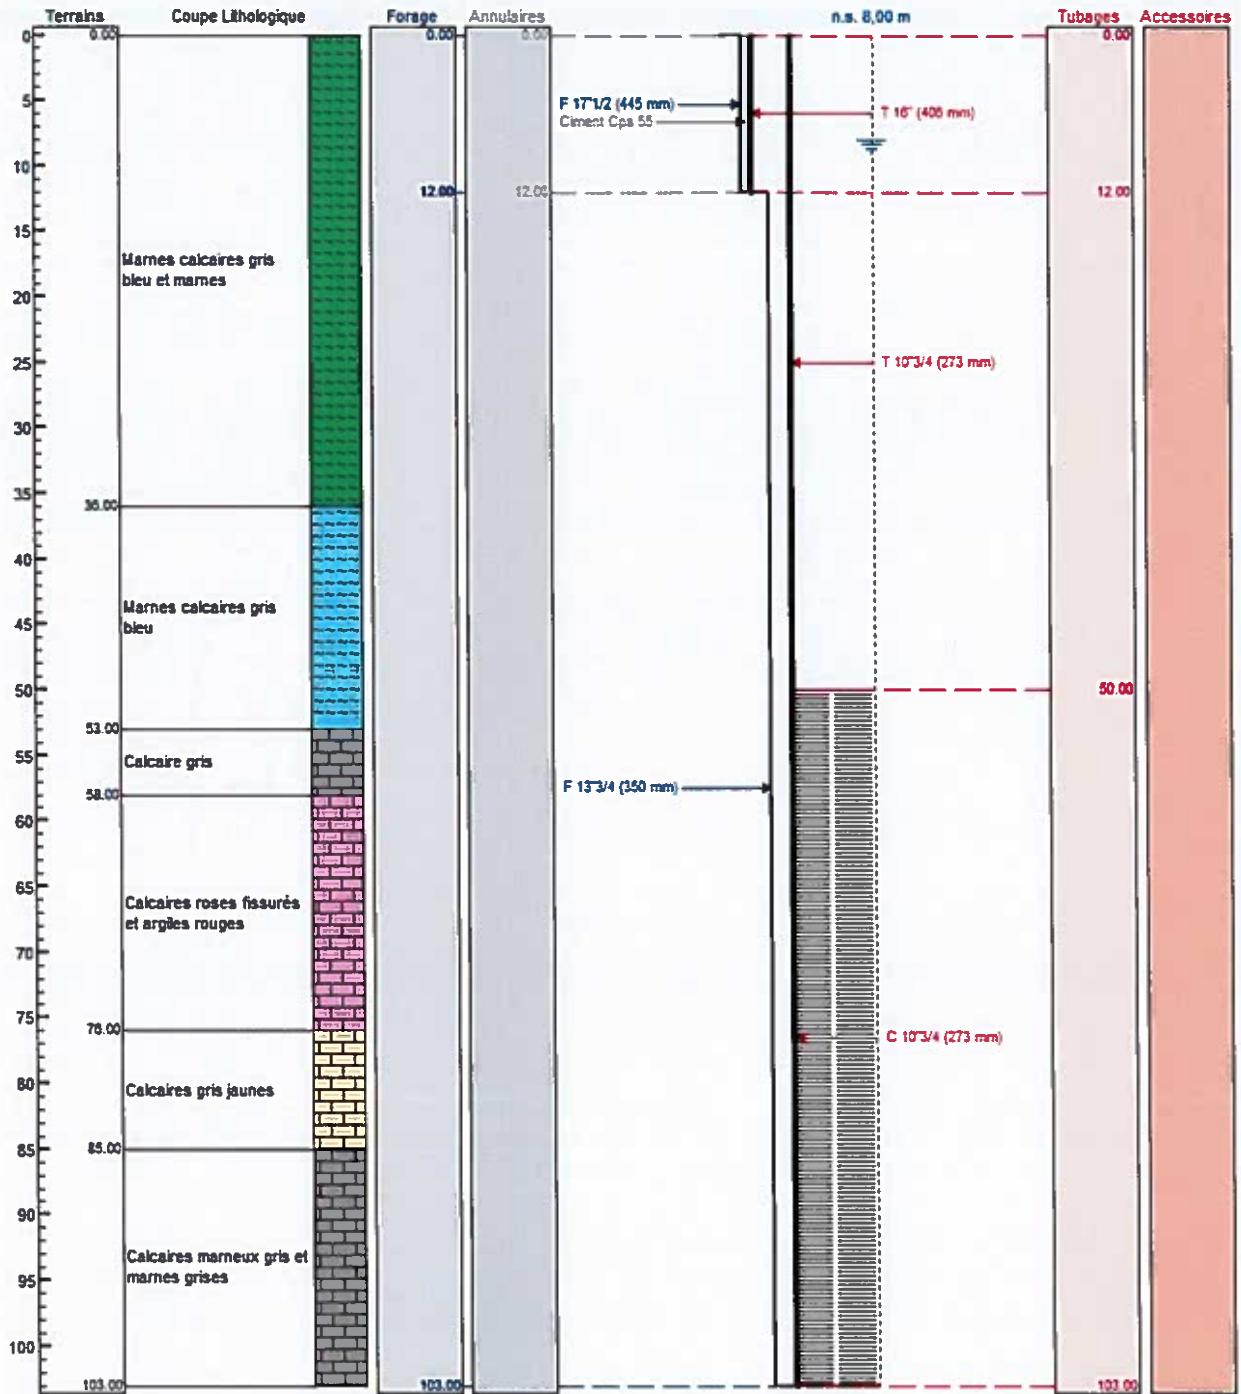 Terrains
Coupe Lithologique
Forage
Annulaires
n.s. 8,00 m
Tubages
Accessoires
0
0.00
0.00
0.00
0.00
5
F 17"1/2 (445 mm)
T 16" (406 mm)
Ciment Cps 55
10
12.00
12.00
12.00
15
Marnes calcaires gris
bleu et marnes
20
25
T 10"3/4 (273 mm)
30
35
36.00
40
Marnes calcaires gris
bleu
45
50
50.00
53.00
55
Calcaire gris
F 13"3/4 (350 mm)
58.00
60
65
Calcaires roses fissurés
et argiles rouges
70
75
76.00
C 10"3/4 (273 mm)
80
Calcaires gris jaunes
85
85.00
90
Calcaires marneux gris et
marnes grises
95
100
103.00
103.00
103.00